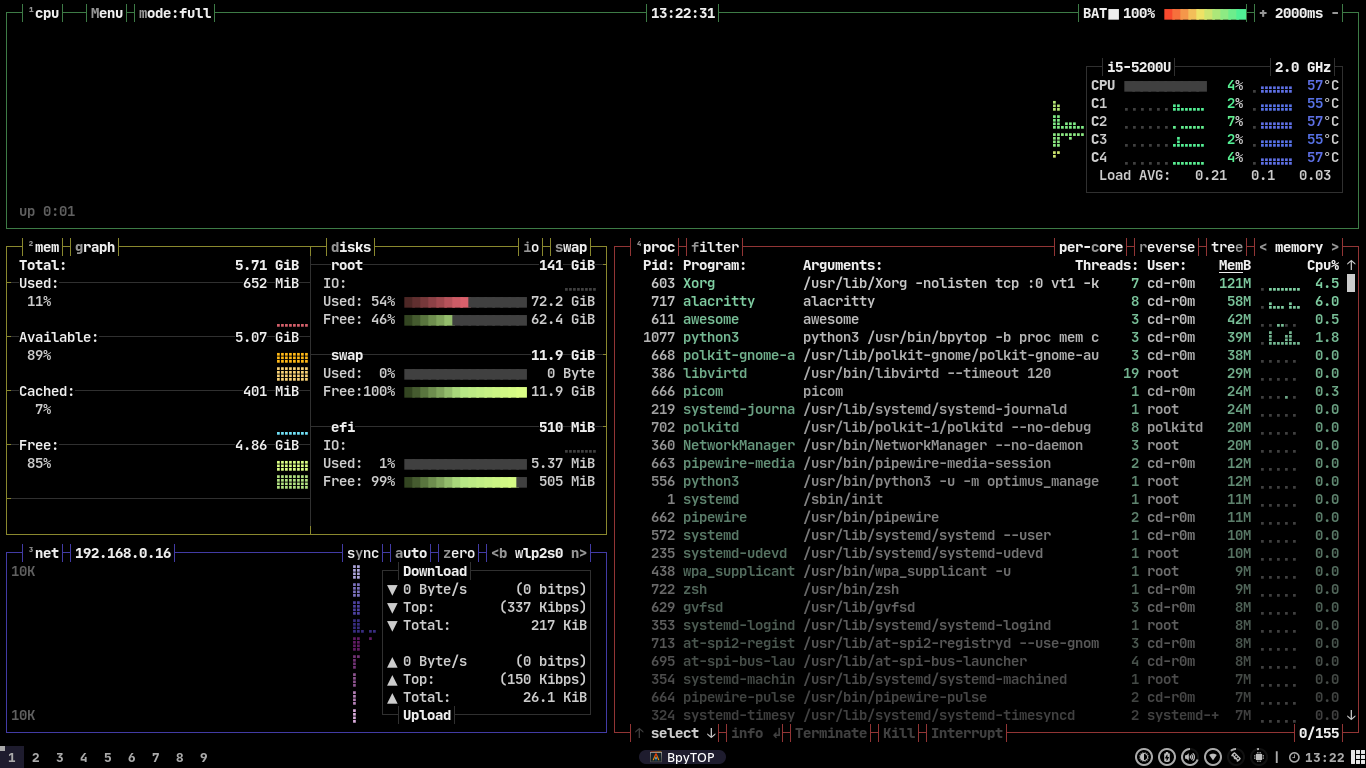 ¹cpu Menu mode:full 13:22:31 BAT■ 100% + 2000ms -
i5-5200U 2.0 GHz
CPU 4% 57°C
C1 2% 55°C
C2 7% 57°C
C3 2% 55°C
C4 4% 57°C
Load AVG: 0.21 0.1 0.03
up 0:01
²mem graph
Total: 5.71 GiB
Used: 652 MiB
11%
Available: 5.07 GiB
89%
Cached: 401 MiB
7%
Free: 4.86 GiB
85%
disks io swap
root 141 GiB
IO:
Used: 54% 72.2 GiB
Free: 46% 62.4 GiB
swap 11.9 GiB
Used: 0% 0 Byte
Free:100% 11.9 GiB
efi 510 MiB
IO:
Used: 1% 5.37 MiB
Free: 99% 505 MiB
³net 192.168.0.16 sync auto zero <b wlp2s0 n>
10K
Download
▼ 0 Byte/s (0 bitps)
▼ Top: (337 Kibps)
▼ Total: 217 KiB
▲ 0 Byte/s (0 bitps)
▲ Top: (150 Kibps)
▲ Total: 26.1 KiB
Upload
10K
⁴proc filter per-core reverse tree < memory >
Pid: Program: Arguments: Threads: User: MemB Cpu% ↑
603 Xorg /usr/lib/Xorg -nolisten tcp :0 vt1 -k 7 cd-r0m 121M 4.5
717 alacritty alacritty 8 cd-r0m 58M 6.0
611 awesome awesome 3 cd-r0m 42M 0.5
1077 python3 python3 /usr/bin/bpytop -b proc mem c 3 cd-r0m 39M 1.8
668 polkit-gnome-a /usr/lib/polkit-gnome/polkit-gnome-au 3 cd-r0m 38M 0.0
386 libvirtd /usr/bin/libvirtd --timeout 120 19 root 29M 0.0
666 picom picom 1 cd-r0m 24M 0.3
219 systemd-journa /usr/lib/systemd/systemd-journald 1 root 24M 0.0
702 polkitd /usr/lib/polkit-1/polkitd --no-debug 8 polkitd 20M 0.0
360 NetworkManager /usr/bin/NetworkManager --no-daemon 3 root 20M 0.0
663 pipewire-media /usr/bin/pipewire-media-session 2 cd-r0m 12M 0.0
556 python3 /usr/bin/python3 -u -m optimus_manage 1 root 12M 0.0
1 systemd /sbin/init 1 root 11M 0.0
662 pipewire /usr/bin/pipewire 2 cd-r0m 11M 0.0
572 systemd /usr/lib/systemd/systemd --user 1 cd-r0m 10M 0.0
235 systemd-udevd /usr/lib/systemd/systemd-udevd 1 root 10M 0.0
438 wpa_supplicant /usr/bin/wpa_supplicant -u 1 root 9M 0.0
722 zsh /usr/bin/zsh 1 cd-r0m 9M 0.0
629 gvfsd /usr/lib/gvfsd 3 cd-r0m 8M 0.0
353 systemd-logind /usr/lib/systemd/systemd-logind 1 root 8M 0.0
713 at-spi2-regist /usr/lib/at-spi2-registryd --use-gnom 3 cd-r0m 8M 0.0
695 at-spi-bus-lau /usr/lib/at-spi-bus-launcher 4 cd-r0m 8M 0.0
354 systemd-machin /usr/lib/systemd/systemd-machined 1 root 7M 0.0
664 pipewire-pulse /usr/bin/pipewire-pulse 2 cd-r0m 7M 0.0
324 systemd-timesy /usr/lib/systemd/systemd-timesyncd 2 systemd-+ 7M 0.0 ↓
↑ select ↓ info ↲ Terminate Kill Interrupt 0/155
1 2 3 4 5 6 7 8 9 BpyTOP | 13:22